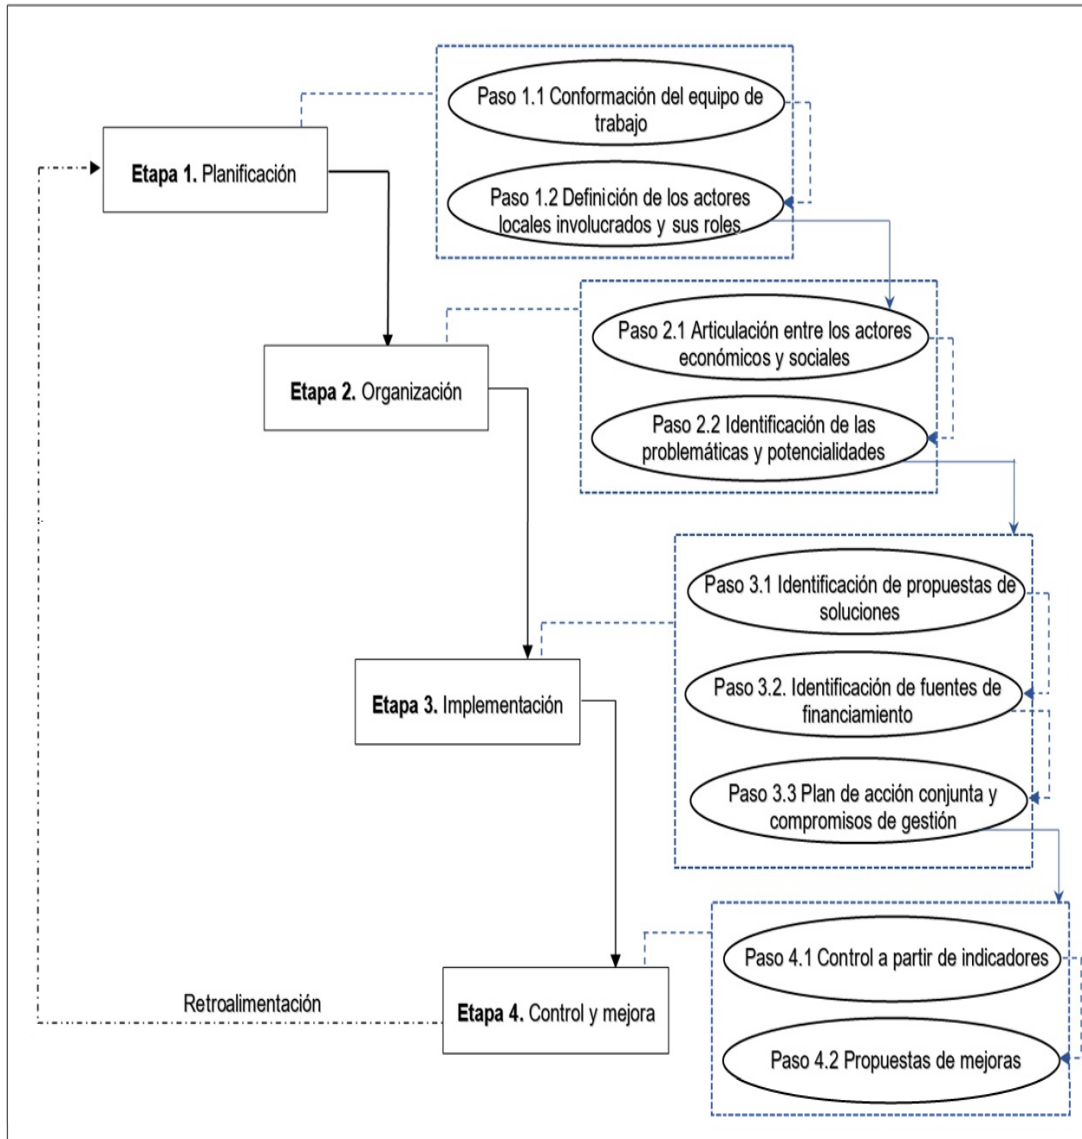 Paso 1.1 Conformación del equipo de
trabajo
Etapa 1. Planificación
Paso 1.2 Definición de los actores
locales involucrados y sus roles
Paso 2.1 Articulación entre los actores
económicos y sociales
Etapa 2. Organización
Paso 2.2 Identificación de las
problemáticas y potencialidades
Paso 3.1 Identificación de propuestas de
soluciones
Etapa 3. Implementación
Paso 3.2. Identificación de fuentes de
financiamiento
Paso 3.3 Plan de acción conjunta y
compromisos de gestión
Paso 4.1 Control a partir de indicadores
Retroalimentación
Etapa 4. Control y mejora
Paso 4.2 Propuestas de mejoras